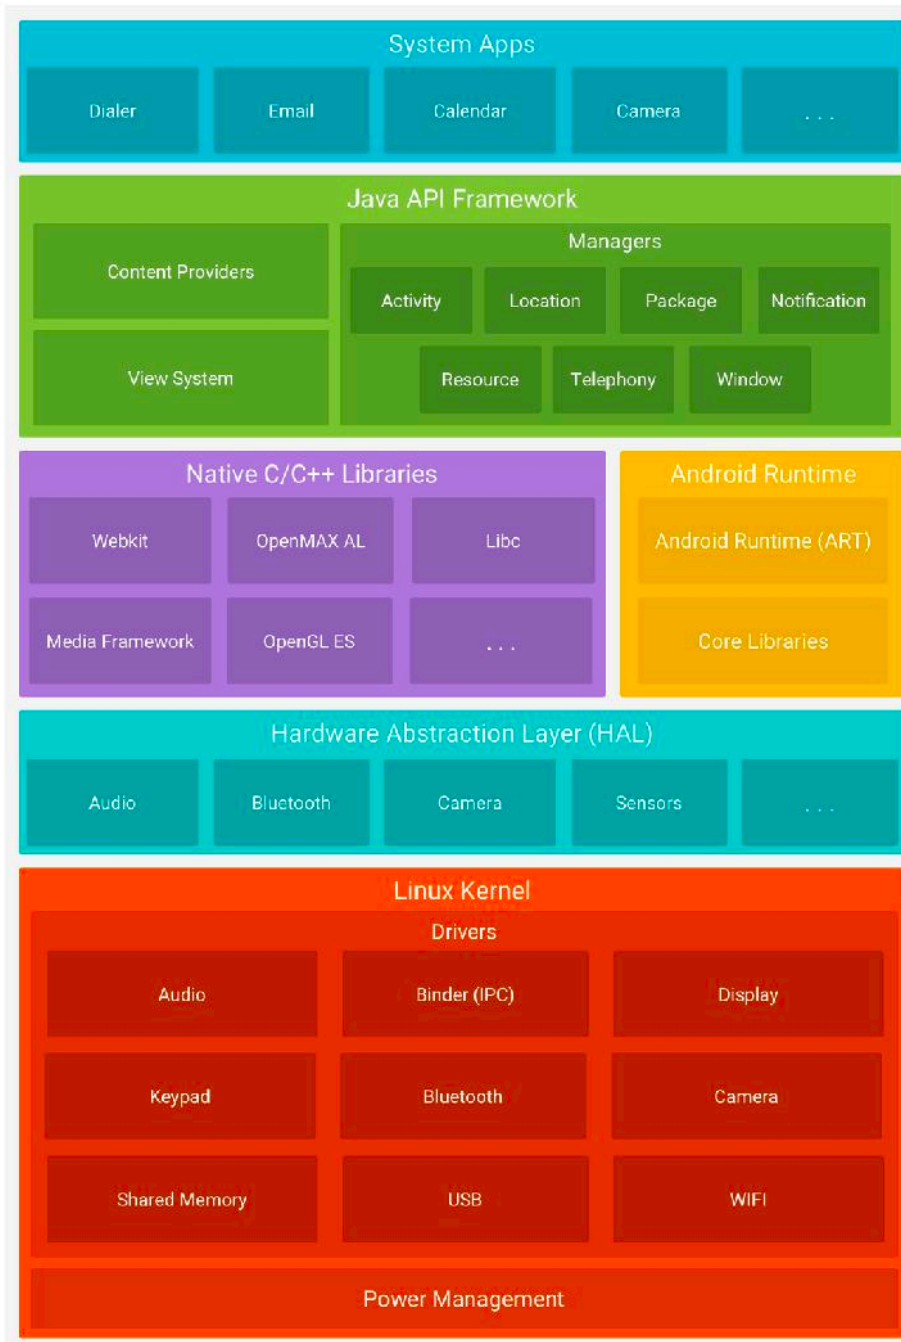 System Apps
Dialer
Email
Calendar
Camera
. . .
Java API Framework
Content Providers
View System
Managers
Activity
Location
Package
Notification
Resource
Telephony
Window
Native C/C++ Libraries
Webkit
OpenMAX AL
Libc
Media Framework
OpenGL ES
. . .
Android Runtime
Android Runtime (ART)
Core Libraries
Hardware Abstraction Layer (HAL)
Audio
Bluetooth
Camera
Sensors
. . .
Linux Kernel
Drivers
Audio
Binder (IPC)
Display
Keypad
Bluetooth
Camera
Shared Memory
USB
WIFI
Power Management